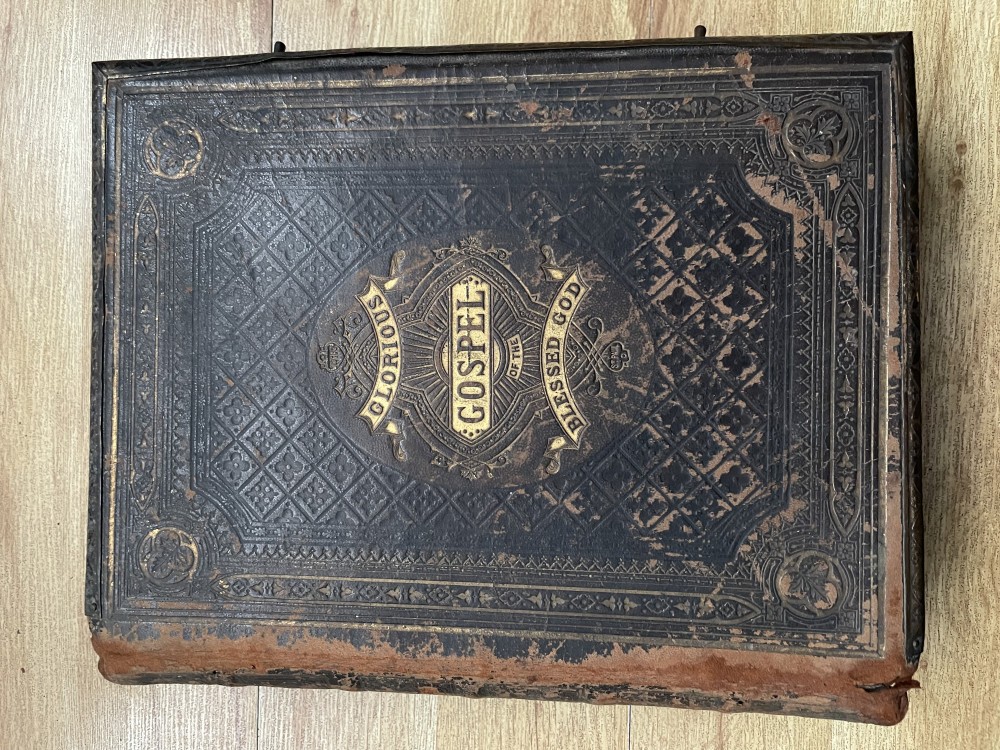 GLORIOUS
GOSPEL
OF THE
BLESSED GOD